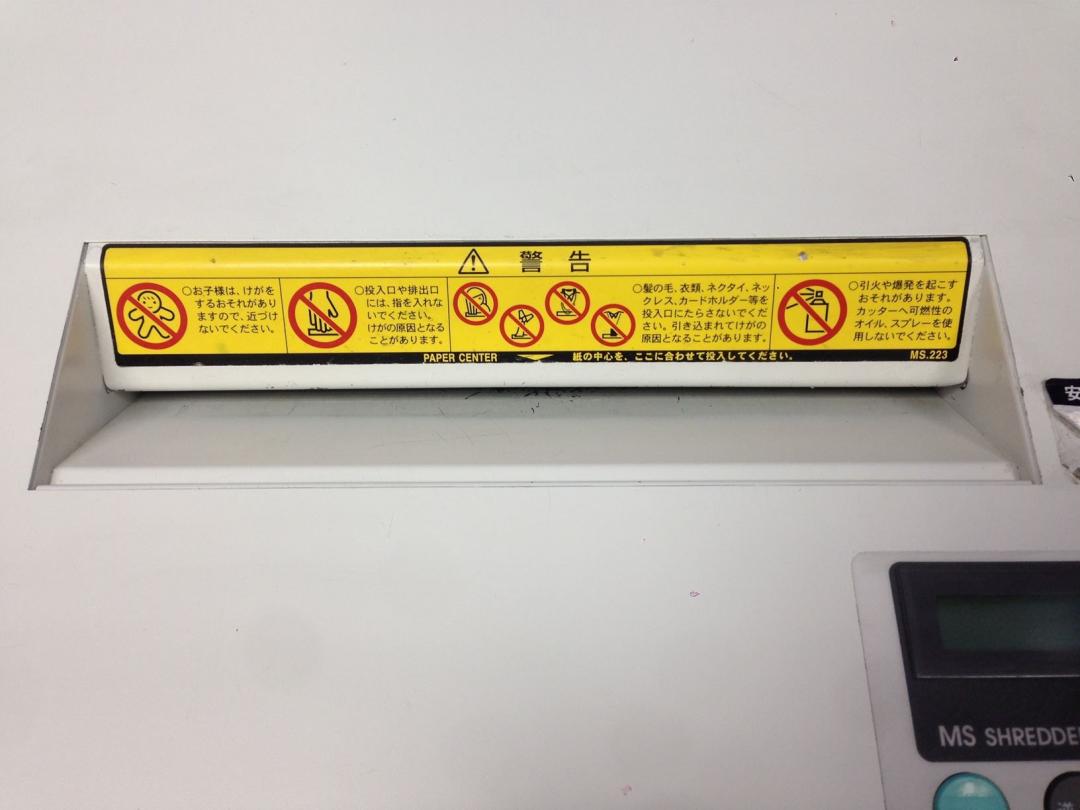 警告
○お子様は、けがを
するおそれがあり
ますので、近づけ
ないでください。
○投入口や排出口
には、指を入れな
いでください。
けがの原因となる
ことがあります。
○髪の毛、衣類、ネクタイ、ネッ
クレス、カードホルダー等を
投入口にたらさないでくだ
さい。引き込まれてけがの
原因となることがあります。
○引火や爆発を起こす
おそれがあります。
カッターへ可燃性の
オイル、スプレーを使
用しないでください。
PAPER CENTER 紙の中心を、ここに合わせて投入してください。 MS.223
安
MS SHREDDE